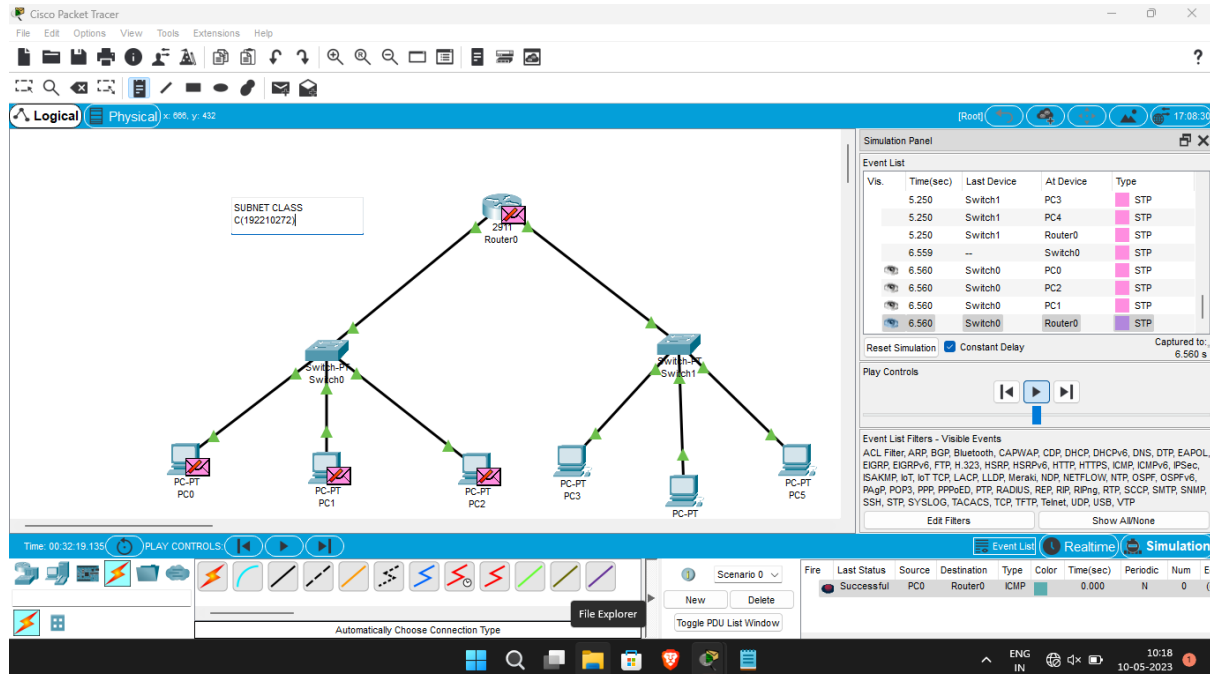 Cisco Packet Tracer
File Edit Options View Tools Extensions Help
?
Logical Physical x: 666, y: 432 [Root] 17:08:30
SUBNET CLASS
C(192210272)
2911
Router0
Switch-PT
Switch0
Switch-PT
Switch1
PC-PT
PC0
PC-PT
PC1
PC-PT
PC2
PC-PT
PC3
PC-PT
PC-PT
PC5
Simulation Panel
Event List
Vis. Time(sec) Last Device At Device Type
5.250 Switch1 PC3 STP
5.250 Switch1 PC4 STP
5.250 Switch1 Router0 STP
6.559 -- Switch0 STP
6.560 Switch0 PC0 STP
6.560 Switch0 PC2 STP
6.560 Switch0 PC1 STP
6.560 Switch0 Router0 STP
Reset Simulation Constant Delay Captured to:
6.560 s
Play Controls
Event List Filters - Visible Events
ACL Filter, ARP, BGP, Bluetooth, CAPWAP, CDP, DHCP, DHCPv6, DNS, DTP, EAPOL,
EIGRP, EIGRPv6, FTP, H.323, HSRP, HSRPv6, HTTP, HTTPS, ICMP, ICMPv6, IPSec,
ISAKMP, IoT, IoT TCP, LACP, LLDP, Meraki, NDP, NETFLOW, NTP, OSPF, OSPFv6,
PAgP, POP3, PPP, PPPoED, PTP, RADIUS, REP, RIP, RIPng, RTP, SCCP, SMTP, SNMP,
SSH, STP, SYSLOG, TACACS, TCP, TFTP, Telnet, UDP, USB, VTP
Edit Filters Show All/None
Time: 00:32:19.135 PLAY CONTROLS: Event List Realtime Simulation
Scenario 0
New Delete
Toggle PDU List Window
Fire Last Status Source Destination Type Color Time(sec) Periodic Num E
Successful PC0 Router0 ICMP 0.000 N 0 (
File Explorer
Automatically Choose Connection Type
ENG
IN
10:18
10-05-2023
1